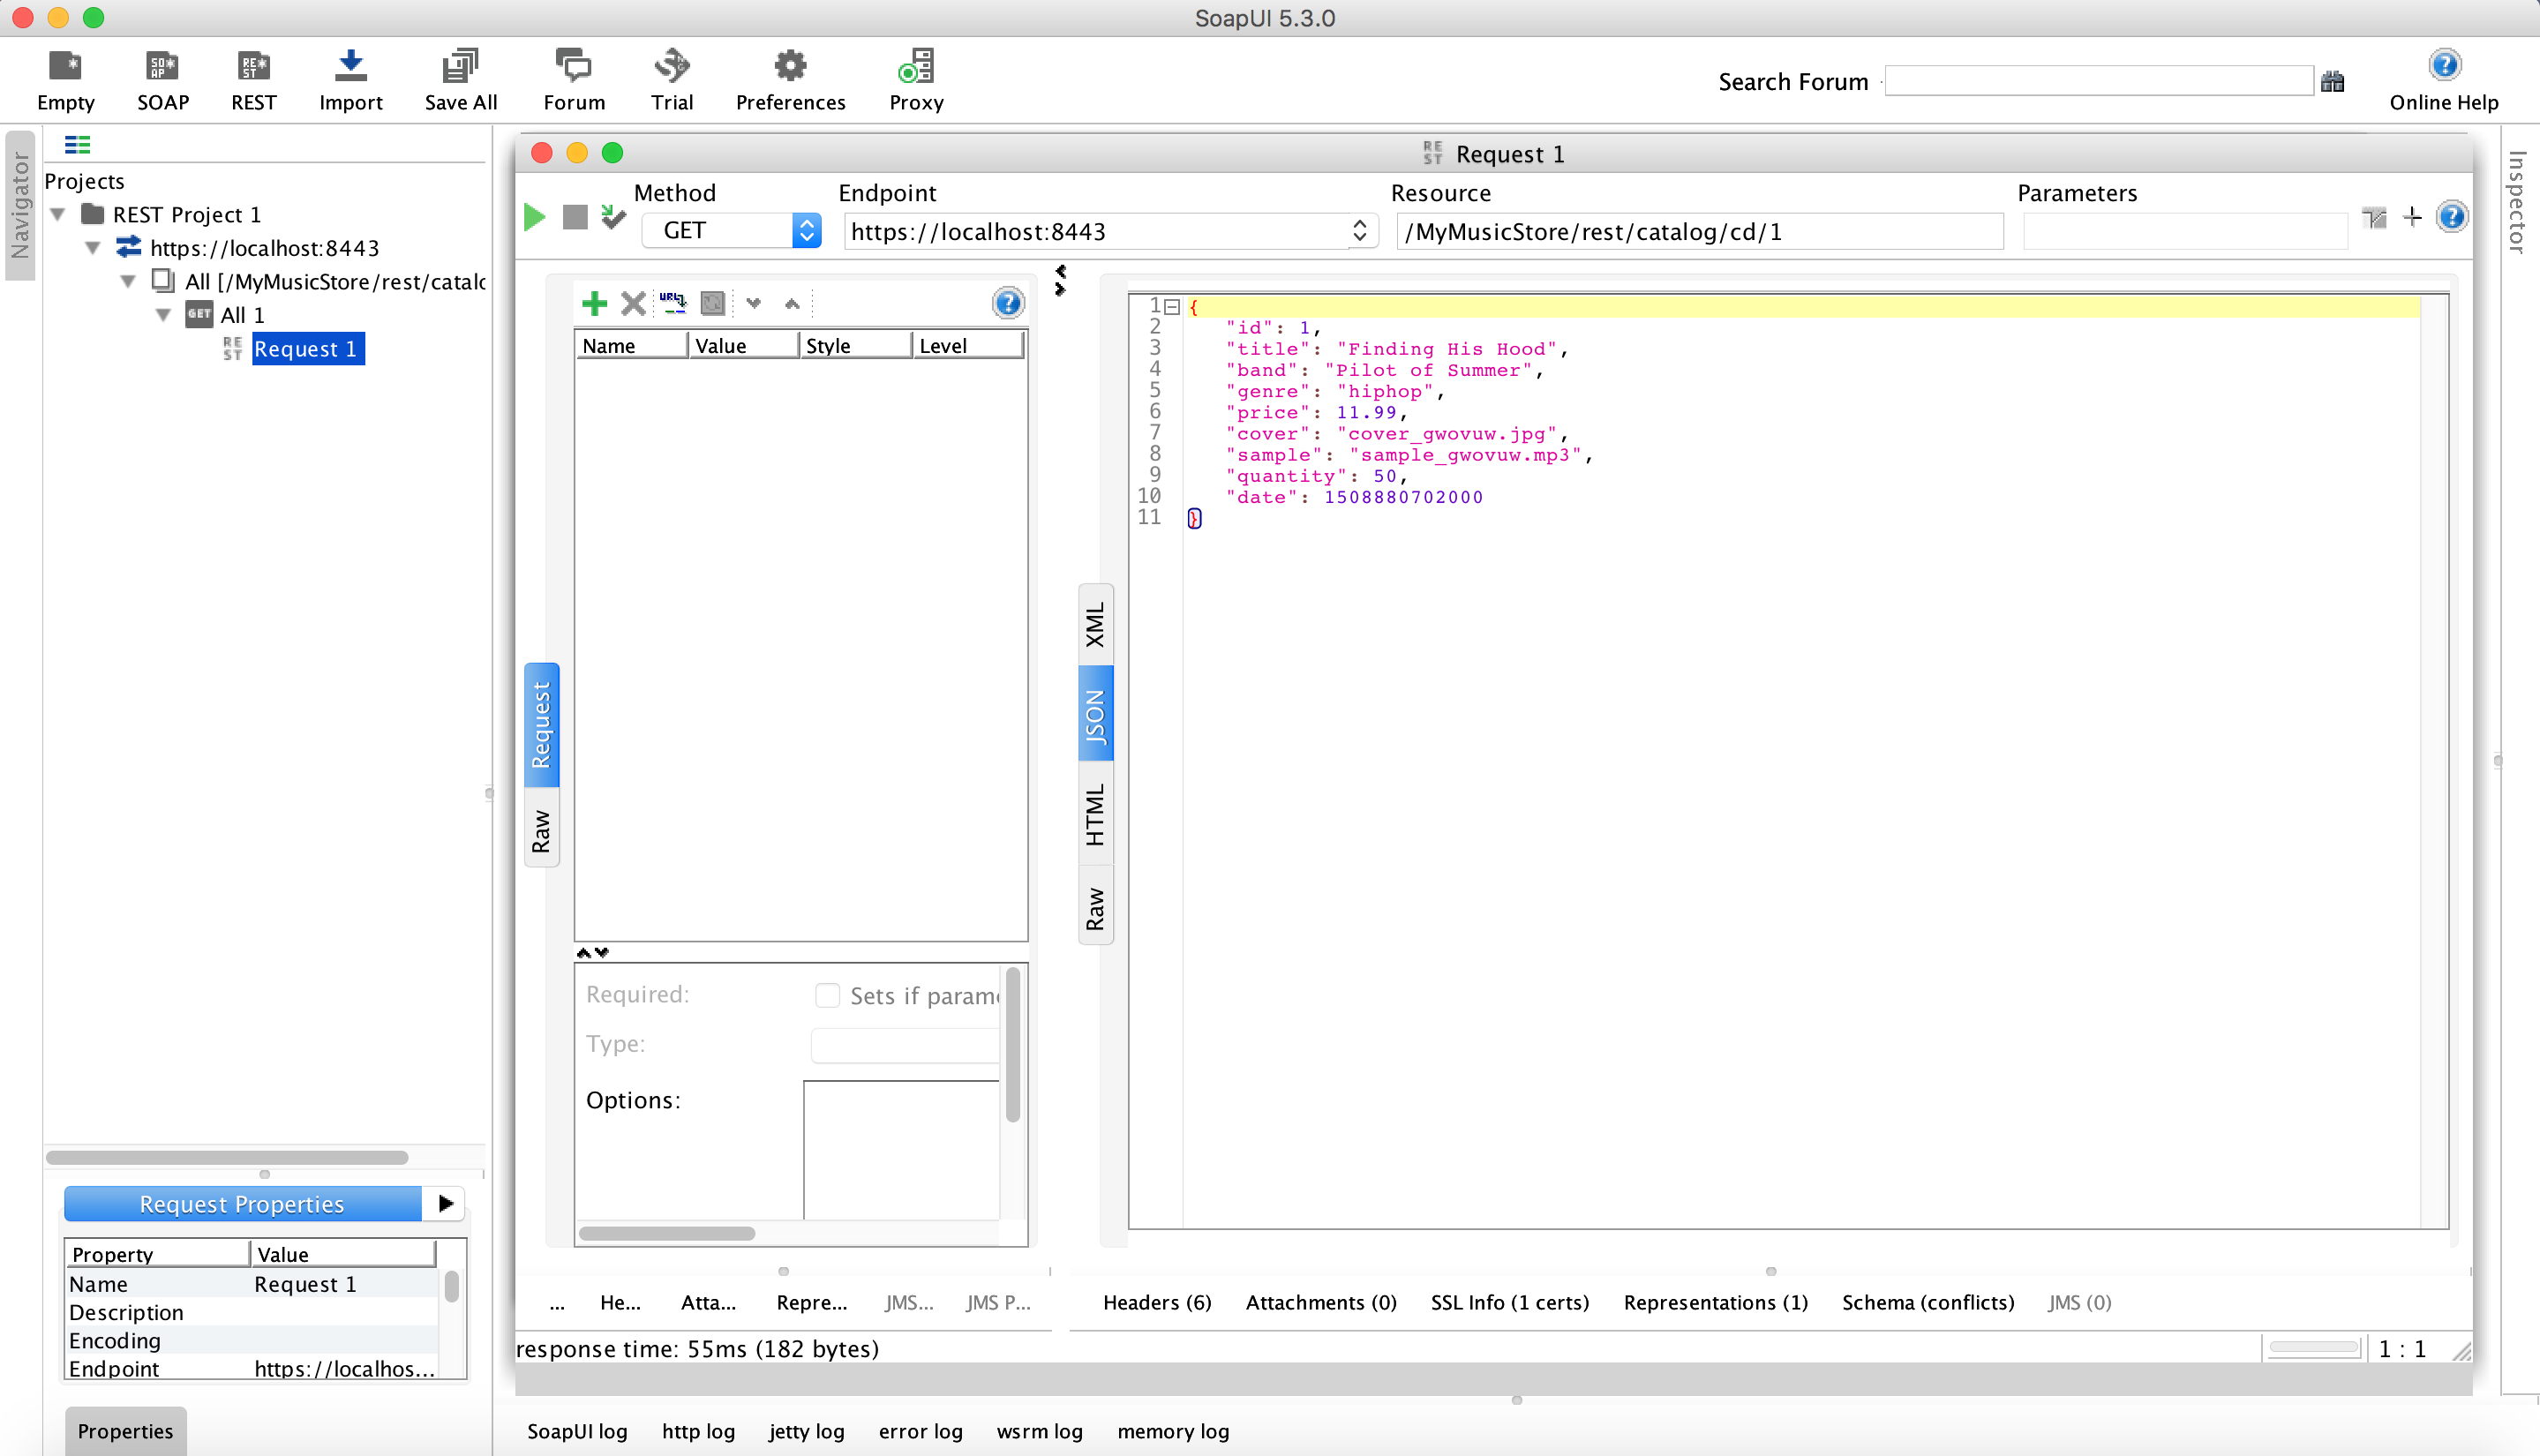 SoapUI 5.3.0
Empty SOAP REST Import Save All Forum Trial Preferences Proxy Search Forum Online Help
Navigator
Projects
REST Project 1
https://localhost:8443
All [/MyMusicStore/rest/catalo
GET All 1
REST Request 1
Request Properties
Property Value
Name Request 1
Description
Encoding
Endpoint https://localhos...
Properties
REST Request 1
Method Endpoint Resource Parameters
GET https://localhost:8443 /MyMusicStore/rest/catalog/cd/1
Name Value Style Level
Request
Raw
Required: Sets if parame
Type:
Options:
... He... Atta... Repre... JMS... JMS P...
XML
JSON
HTML
Raw
1 {
2 "id": 1,
3 "title": "Finding His Hood",
4 "band": "Pilot of Summer",
5 "genre": "hiphop",
6 "price": 11.99,
7 "cover": "cover_gwovuw.jpg",
8 "sample": "sample_gwovuw.mp3",
9 "quantity": 50,
10 "date": 1508880702000
11 }
Headers (6) Attachments (0) SSL Info (1 certs) Representations (1) Schema (conflicts) JMS (0)
response time: 55ms (182 bytes)
1 : 1
SoapUI log http log jetty log error log wsrm log memory log
Inspector